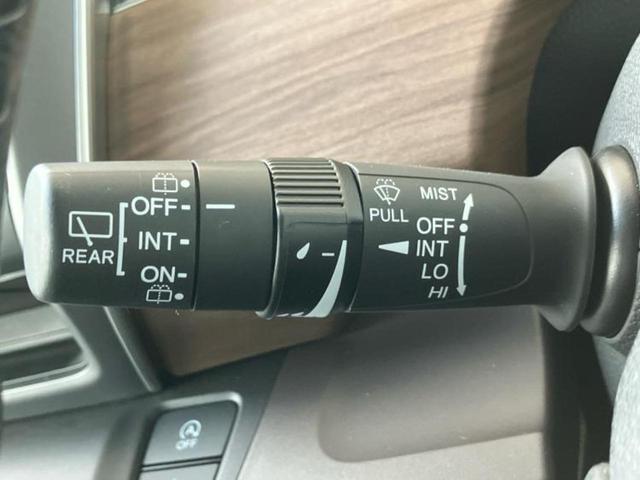 REAR
OFF
INT
ON
PULL
MIST
OFF
INT
LO
HI
OFF